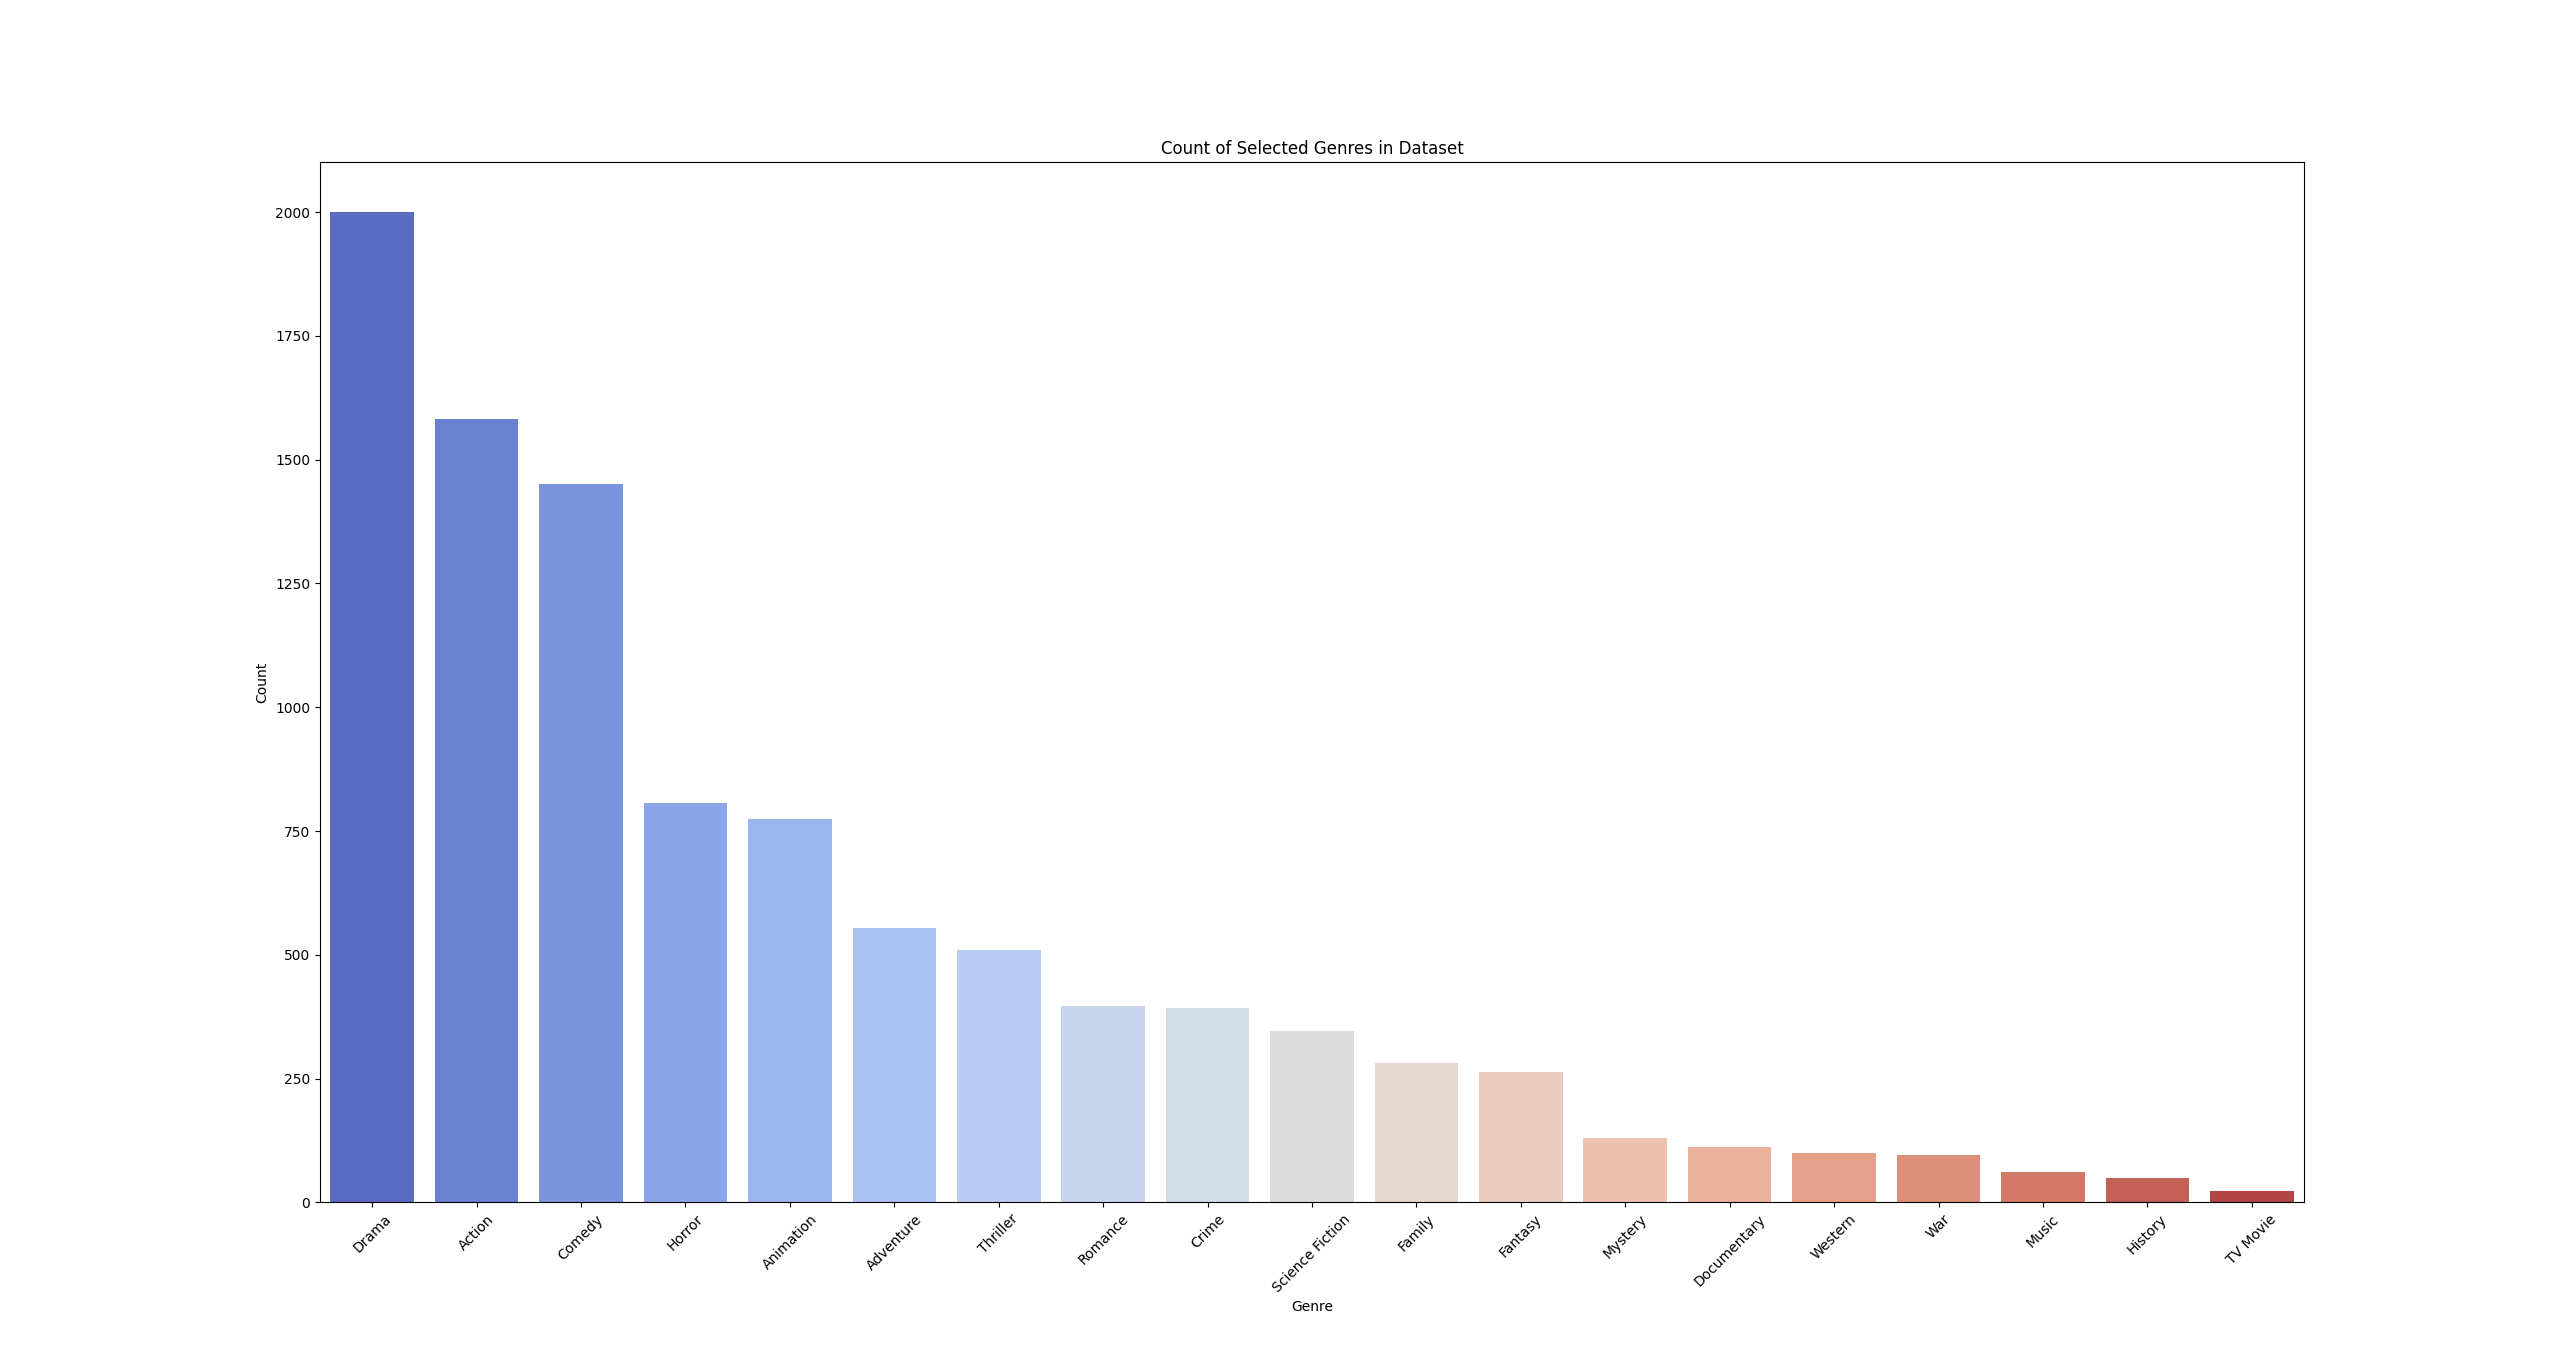 Count of Selected Genres in Dataset
2000
1750
1500
1250
1000
750
500
250
0
Count
Drama
Action
Comedy
Horror
Animation
Adventure
Thriller
Romance
Crime
Science Fiction
Family
Fantasy
Mystery
Documentary
Western
War
Music
History
TV Movie
Genre